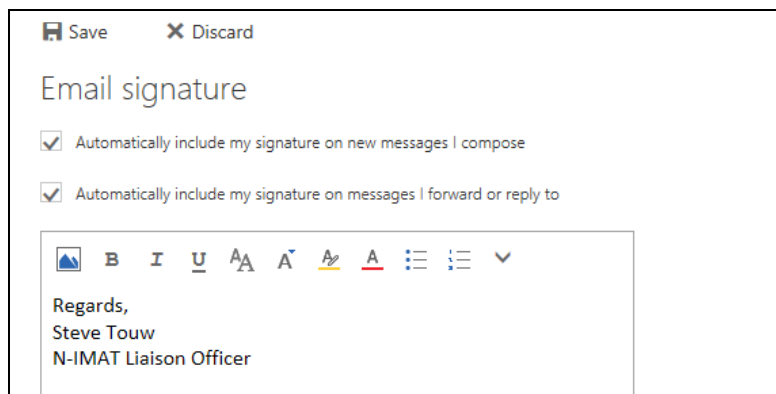 Save Discard
Email signature
Automatically include my signature on new messages I compose
Automatically include my signature on messages I forward or reply to
B I U AA A A A
Regards,
Steve Touw
N-IMAT Liaison Officer